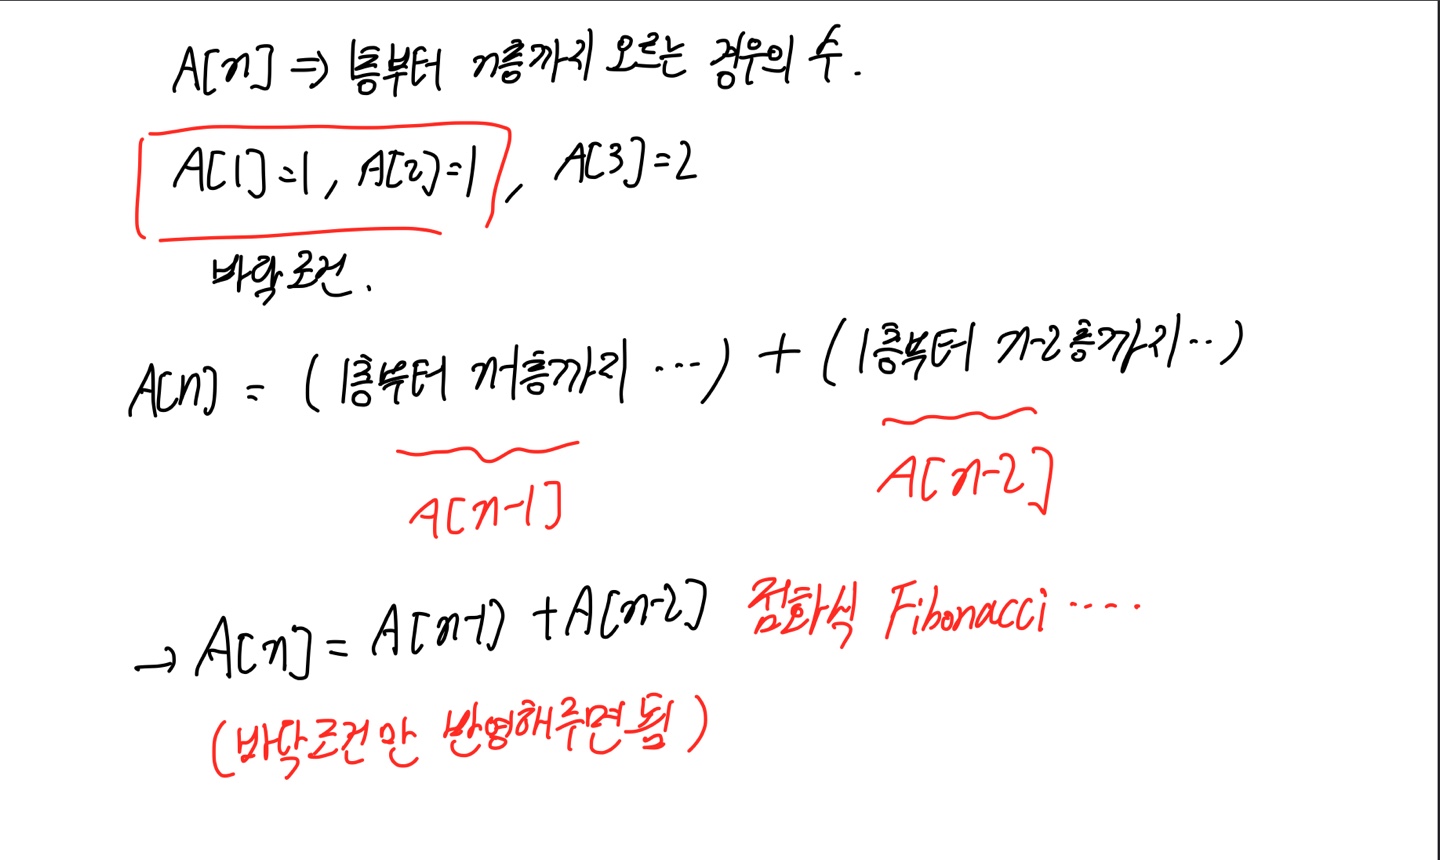 A[n] ⇒ 1층부터 n층까지 오르는 경우의 수.
A[1]=1, A[2]=1, A[3]=2
바닥조건.
A[n] = (1층부터 n-1층까지 ...) + (1층부터 n-2층까지...)
A[n-1] A[n-2]
→ A[n] = A[n-1] + A[n-2] 점화식 Fibonacci ....
(바닥조건만 반영해주면 됨)